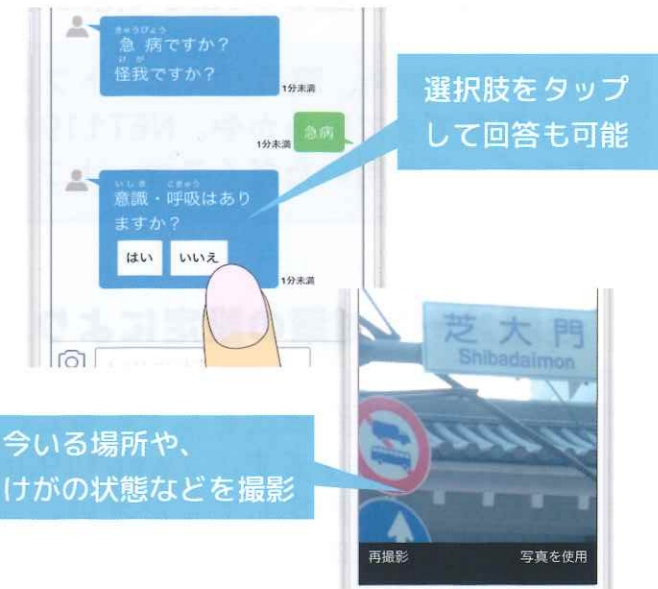 きゅうびょう
急病ですか?
けが
怪我ですか?
1分未満
選択肢をタップ
して回答も可能
急病
1分未満
いしき こきゅう
意識・呼吸はあり
ますか?
はい いいえ
1分未満
芝大門
Shibadaimon
今いる場所や、
けがの状態などを撮影
再撮影 写真を使用